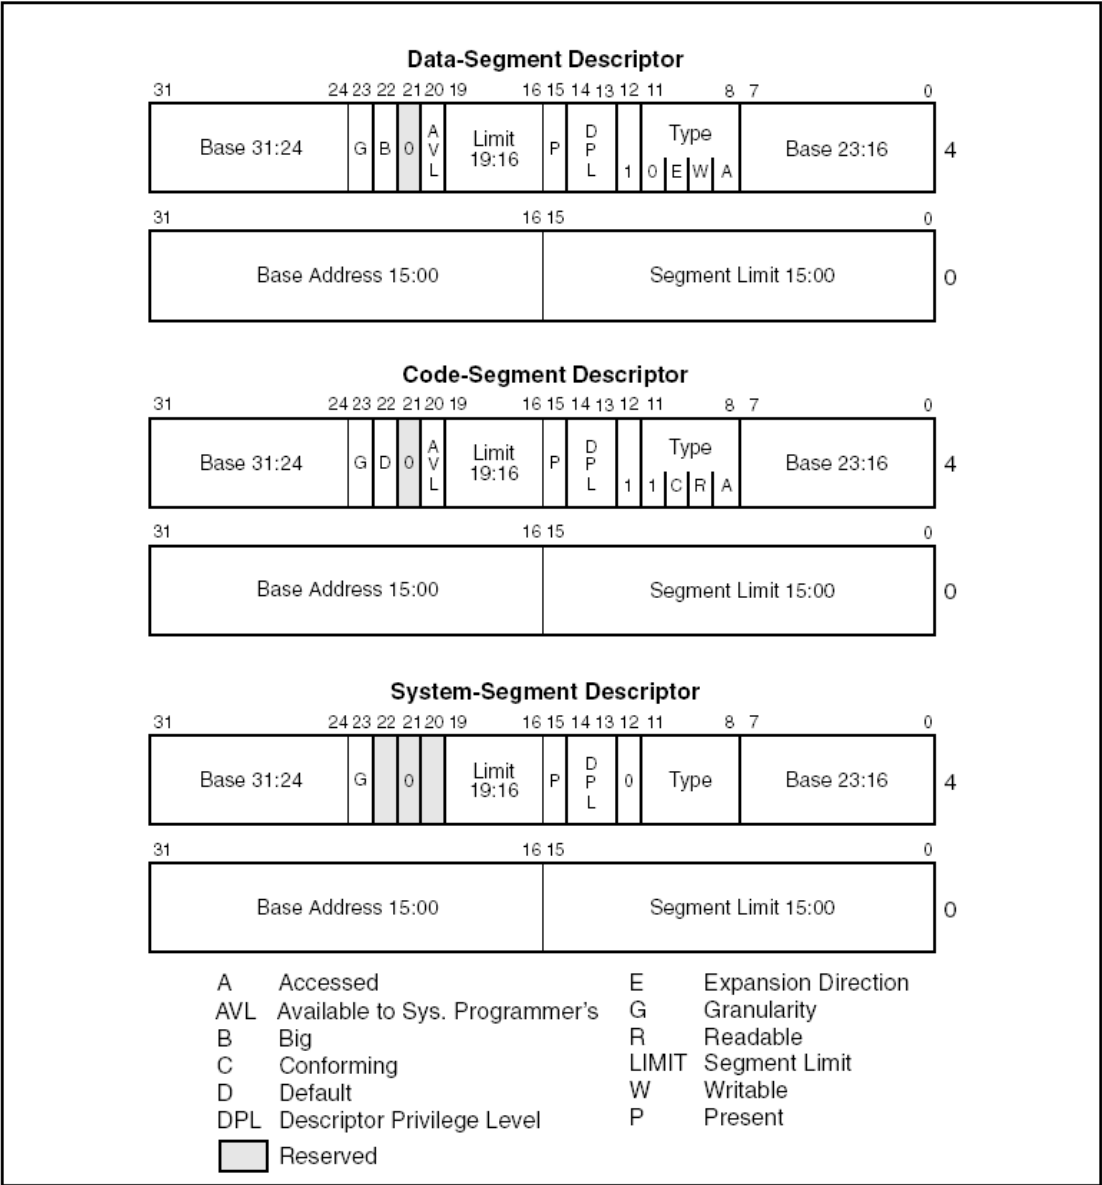 Data-Segment Descriptor
31 24 23 22 21 20 19 16 15 14 13 12 11 8 7 0
Base 31:24 G B 0 AVL Limit 19:16 P DPL 1 Type 0 E W A Base 23:16 4
31 16 15 0
Base Address 15:00 Segment Limit 15:00 0
Code-Segment Descriptor
31 24 23 22 21 20 19 16 15 14 13 12 11 8 7 0
Base 31:24 G D 0 AVL Limit 19:16 P DPL 1 Type 1 C R A Base 23:16 4
31 16 15 0
Base Address 15:00 Segment Limit 15:00 0
System-Segment Descriptor
31 24 23 22 21 20 19 16 15 14 13 12 11 8 7 0
Base 31:24 G 0 Limit 19:16 P DPL 0 Type Base 23:16 4
31 16 15 0
Base Address 15:00 Segment Limit 15:00 0
A Accessed
AVL Available to Sys. Programmer's
B Big
C Conforming
D Default
DPL Descriptor Privilege Level
Reserved
E Expansion Direction
G Granularity
R Readable
LIMIT Segment Limit
W Writable
P Present